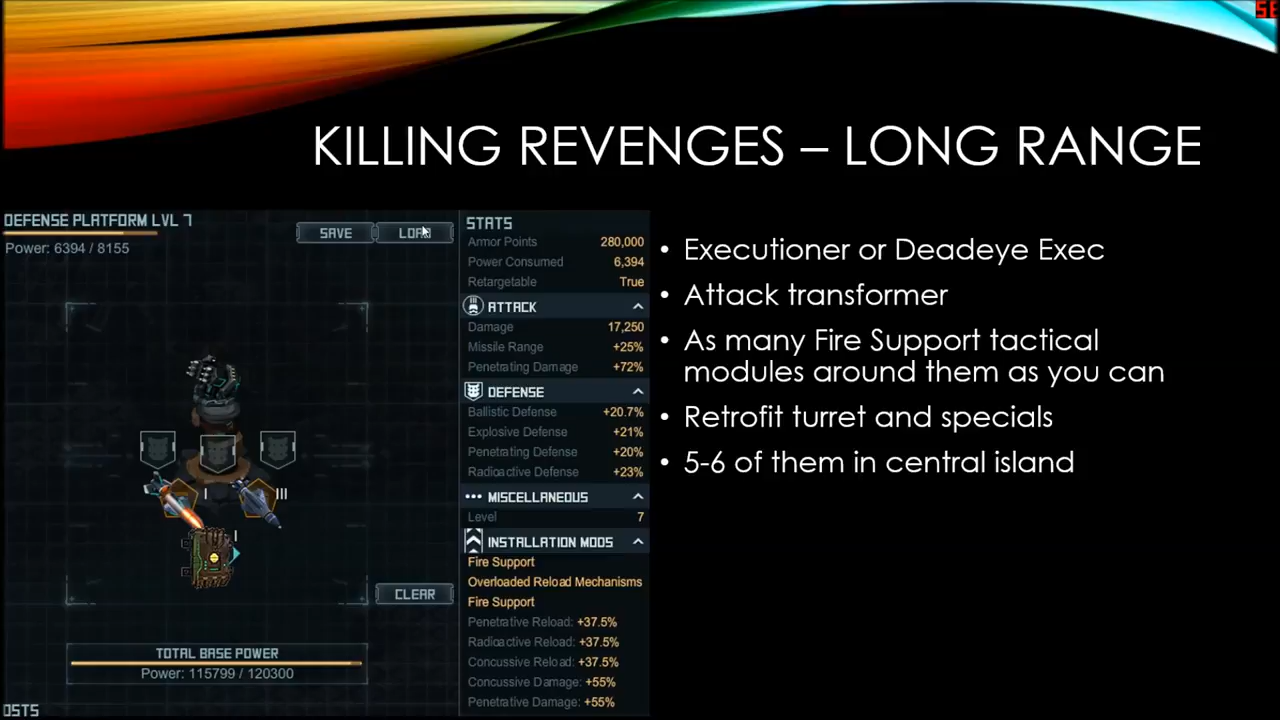 SE
KILLING REVENGES – LONG RANGE
DEFENSE PLATFORM LVL 7
Power: 6394 / 8155
SAVE
STATS
Armor Points 280,000
Power Consumed 6,394
Retargetable True
ATTACK
Damage 17,250
Missile Range +25%
Penetrating Damage +72%
DEFENSE
Ballistic Defense +20.7%
Explosive Defense +21%
Penetrating Defense +20%
Radioactive Defense +23%
MISCELLANEOUS
Level 7
INSTALLATION MODS
Fire Support
Overloaded Reload Mechanisms
Fire Support
Penetrative Reload: +37.5%
Radioactive Reload: +37.5%
Concussive Reload: +37.5%
Concussive Damage: +55%
Penetrative Damage: +55%
I
III
I
CLEAR
TOTAL BASE POWER
Power: 115799 / 120300
• Executioner or Deadeye Exec
• Attack transformer
• As many Fire Support tactical
modules around them as you can
• Retrofit turret and specials
• 5-6 of them in central island